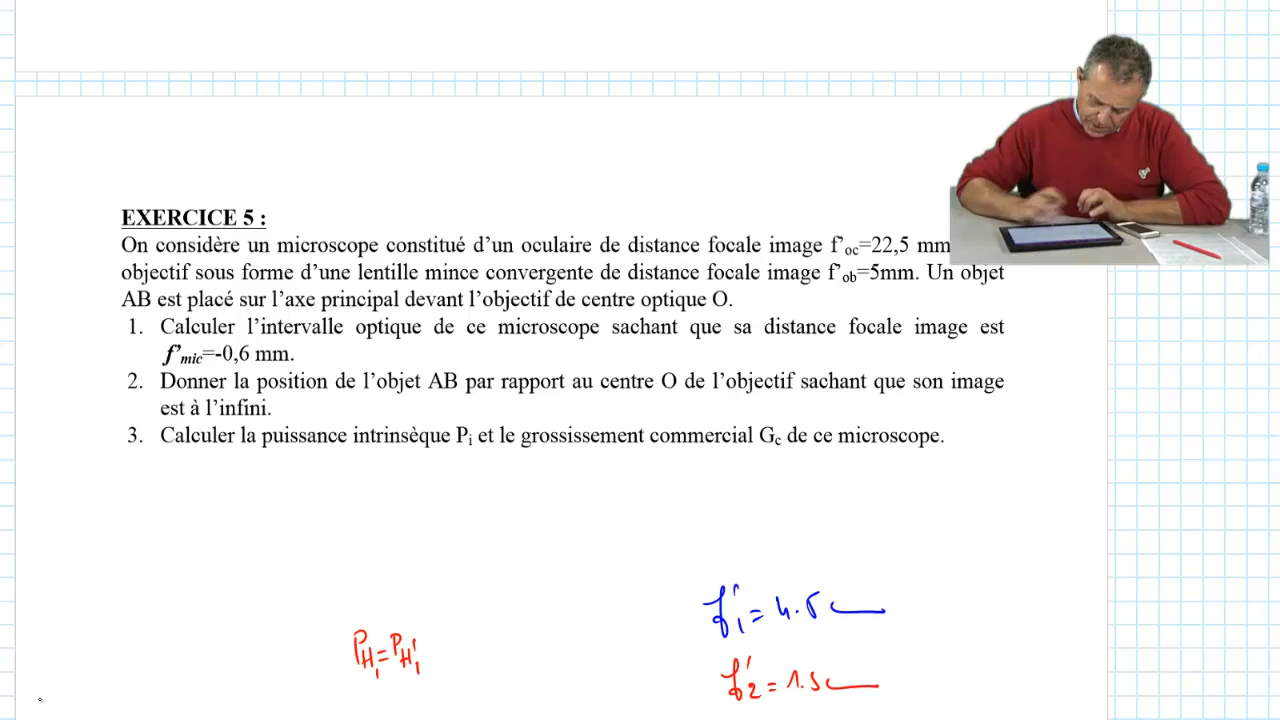 EXERCICE 5 :
On considère un microscope constitué d'un oculaire de distance focale image f'oc=22,5 mm
objectif sous forme d'une lentille mince convergente de distance focale image f'ob=5mm. Un objet
AB est placé sur l'axe principal devant l'objectif de centre optique O.
1. Calculer l'intervalle optique de ce microscope sachant que sa distance focale image est
f'mic=-0,6 mm.
2. Donner la position de l'objet AB par rapport au centre O de l'objectif sachant que son image
est à l'infini.
3. Calculer la puissance intrinsèque Pi et le grossissement commercial Gc de ce microscope.
f'1 = 4.5 c
PH1 = PH'1
f'2 = 1.5 c